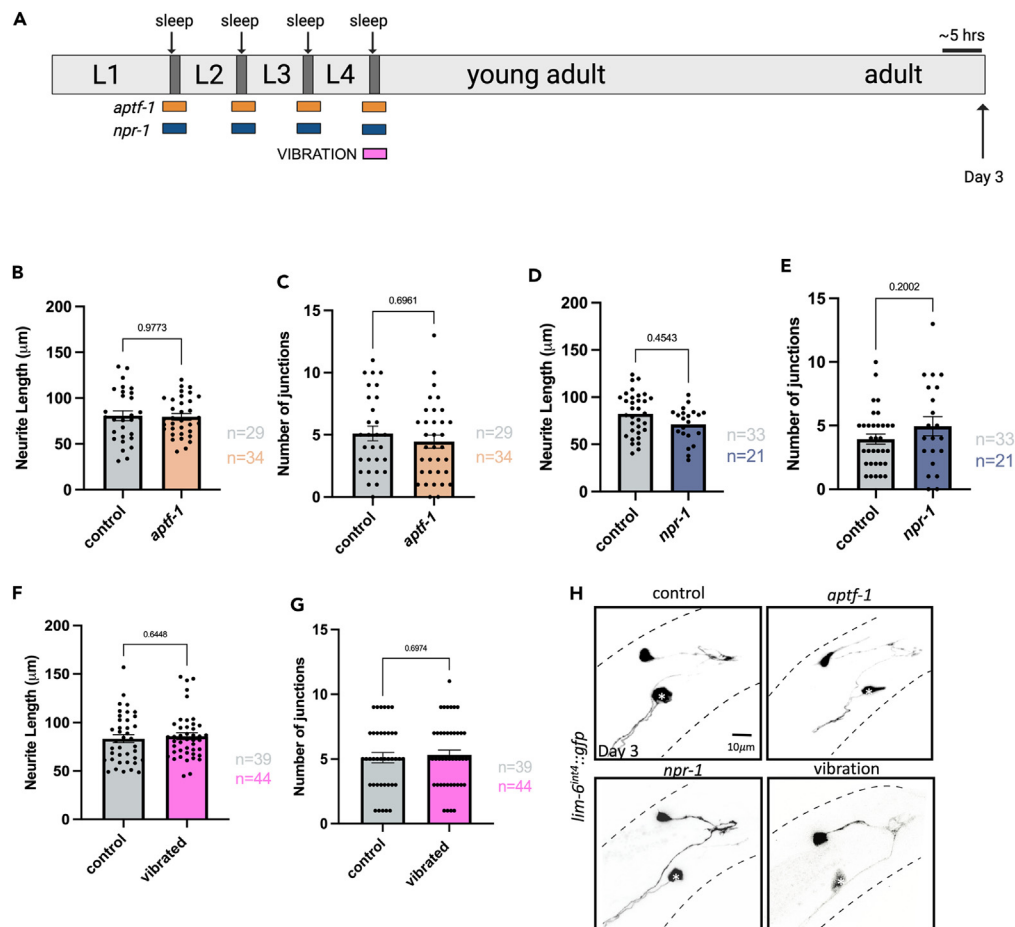 A
sleep sleep sleep sleep
~5 hrs
L1 L2 L3 L4 young adult adult
aptf-1
npr-1
VIBRATION
Day 3
B
Neurite Length (μm)
200
150
100
50
0
0.9773
n=29
n=34
control
aptf-1
C
Number of junctions
15
10
5
0
0.6961
n=29
n=34
control
aptf-1
D
Neurite Length (μm)
200
150
100
50
0
0.4543
n=33
n=21
control
npr-1
E
Number of junctions
15
10
5
0
0.2002
n=33
n=21
control
npr-1
F
Neurite Length (μm)
200
150
100
50
0
0.6448
n=39
n=44
control
vibrated
G
Number of junctions
15
10
5
0
0.6974
n=39
n=44
control
vibrated
H
lim-6int4::gfp
control
*
Day 3
10μm
aptf-1
*
npr-1
*
vibration
*